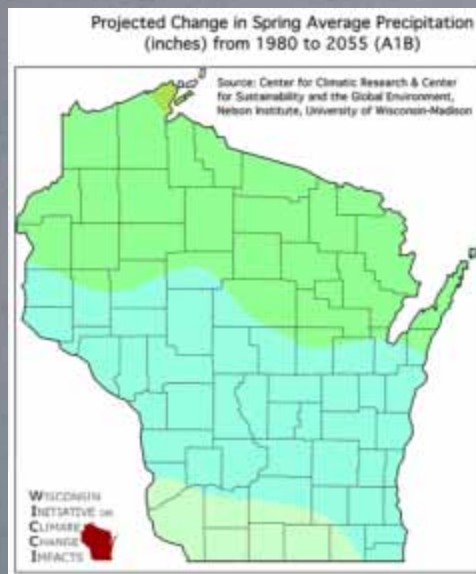 Projected Change in Spring Average Precipitation
(inches) from 1980 to 2055 (A1B)
Source: Center for Climatic Research & Center
for Sustainability and the Global Environment,
Nelson Institute, University of Wisconsin-Madison
WISCONSIN
INITIATIVE ON
CLIMATE
CHANGE
IMPACTS